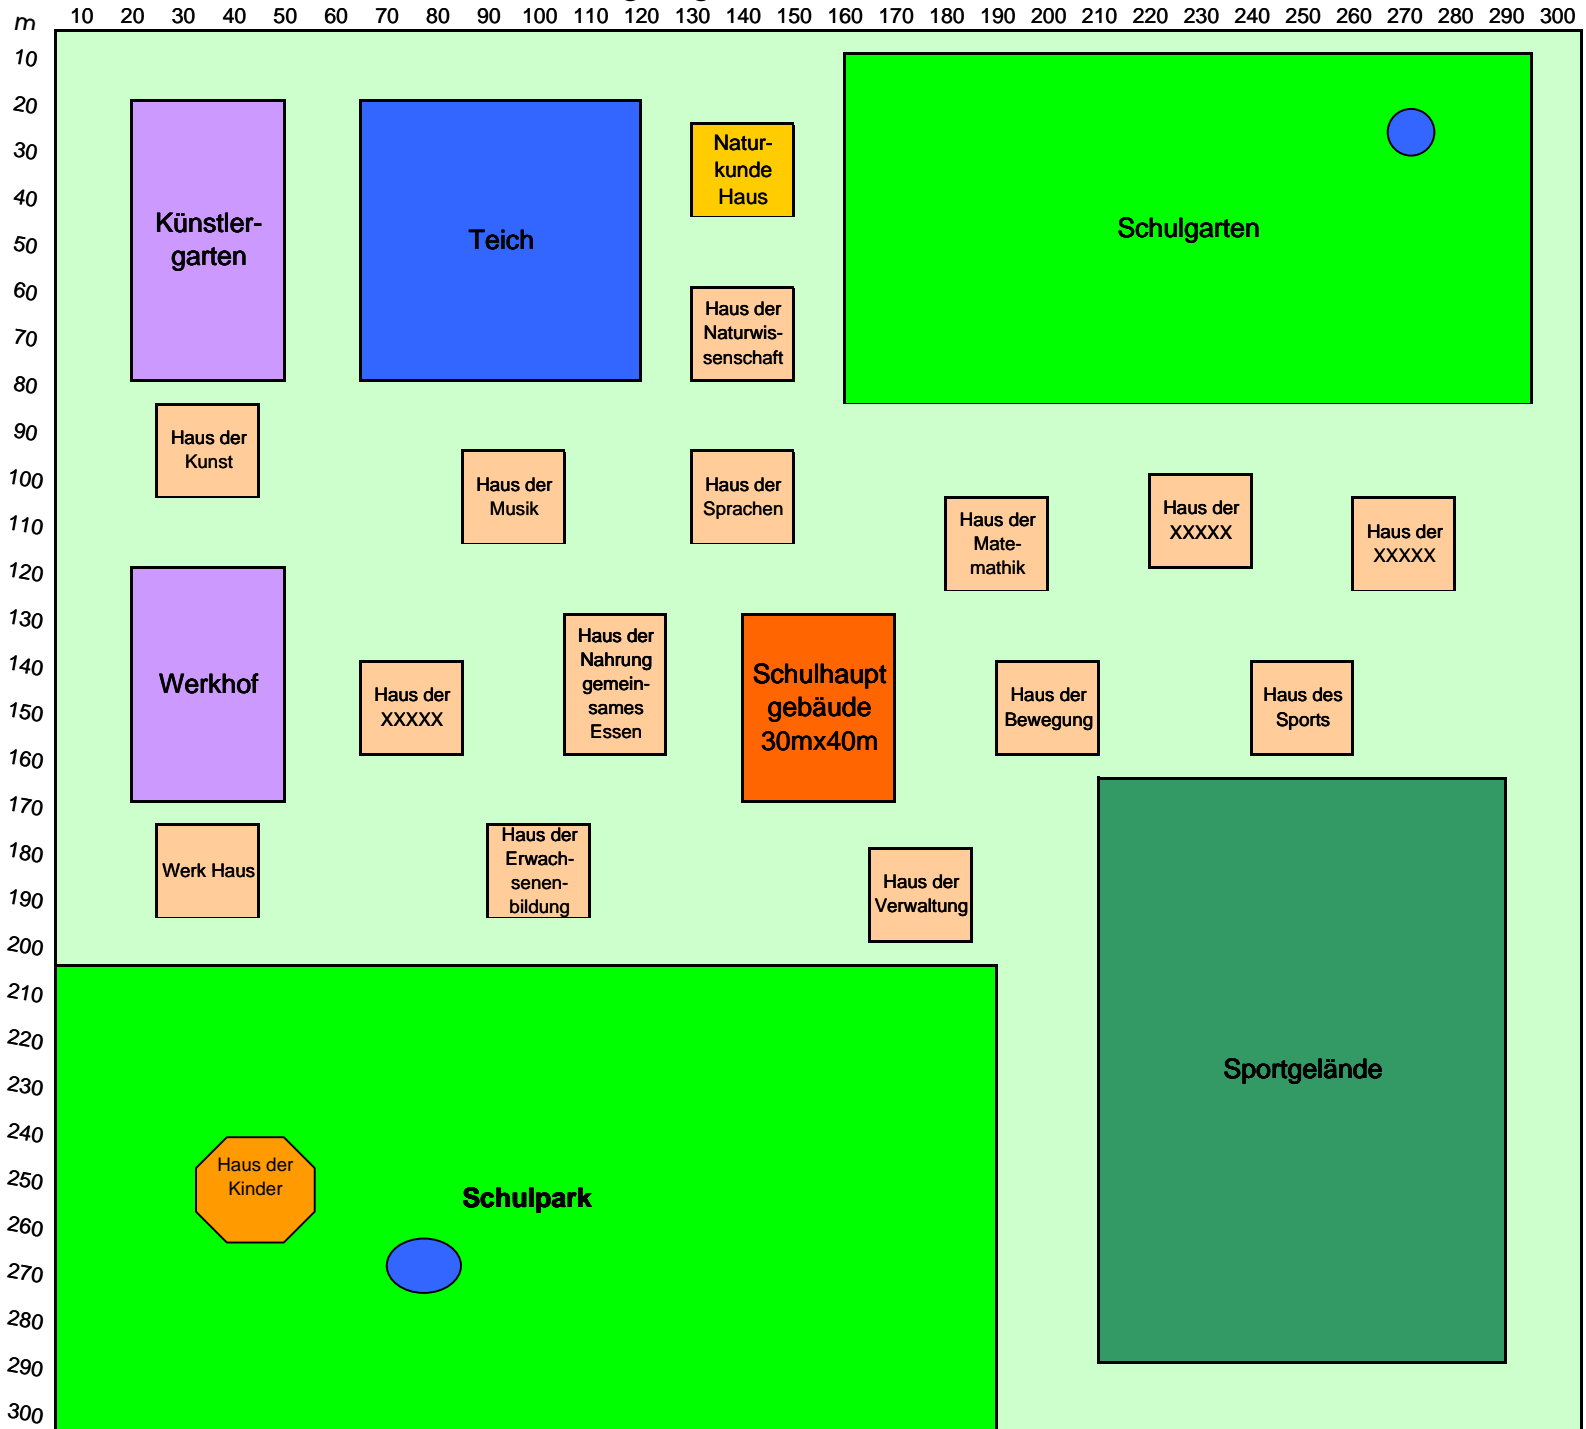 m 10 20 30 40 50 60 70 80 90 100 110 120 130 140 150 160 170 180 190 200 210 220 230 240 250 260 270 280 290 300
10
20
30
40
50
60
70
80
90
100
110
120
130
140
150
160
170
180
190
200
210
220
230
240
250
260
270
280
290
300
Künstler-
garten
Teich
Natur-
kunde
Haus
Schulgarten
Haus der
Naturwis-
senschaft
Haus der
Kunst
Haus der
Musik
Haus der
Sprachen
Haus der
Mate-
mathik
Haus der
XXXXX
Haus der
XXXXX
Werkhof
Haus der
XXXXX
Haus der
Nahrung
gemein-
sames
Essen
Schulhaupt
gebäude
30mx40m
Haus der
Bewegung
Haus des
Sports
Werk Haus
Haus der
Erwach-
senen-
bildung
Haus der
Verwaltung
Sportgelände
Haus der
Kinder
Schulpark